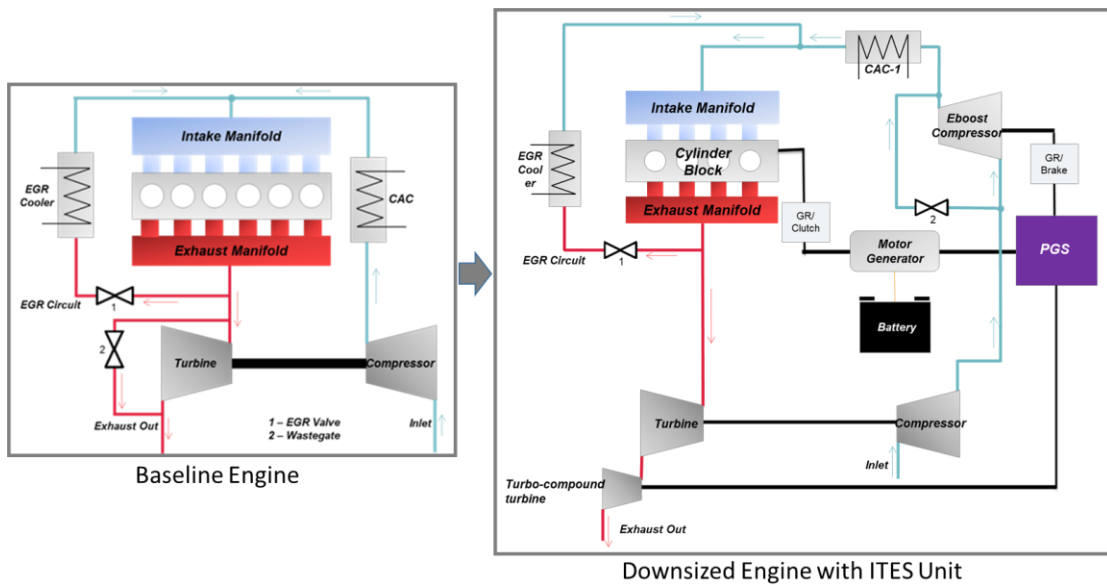 Intake Manifold
EGR
Cooler
CAC
Exhaust Manifold
EGR Circuit
1
2
Turbine
Compressor
Exhaust Out
1 – EGR Valve
2 – Wastegate
Inlet
Baseline Engine
CAC-1
Intake Manifold
Eboost
Compressor
EGR
Cool
er
Cylinder
Block
GR/
Brake
Exhaust Manifold
GR/
Clutch
2
1
EGR Circuit
Motor
Generator
PGS
Battery
Turbine
Compressor
Inlet
Turbo-compound
turbine
Exhaust Out
Downsized Engine with ITES Unit